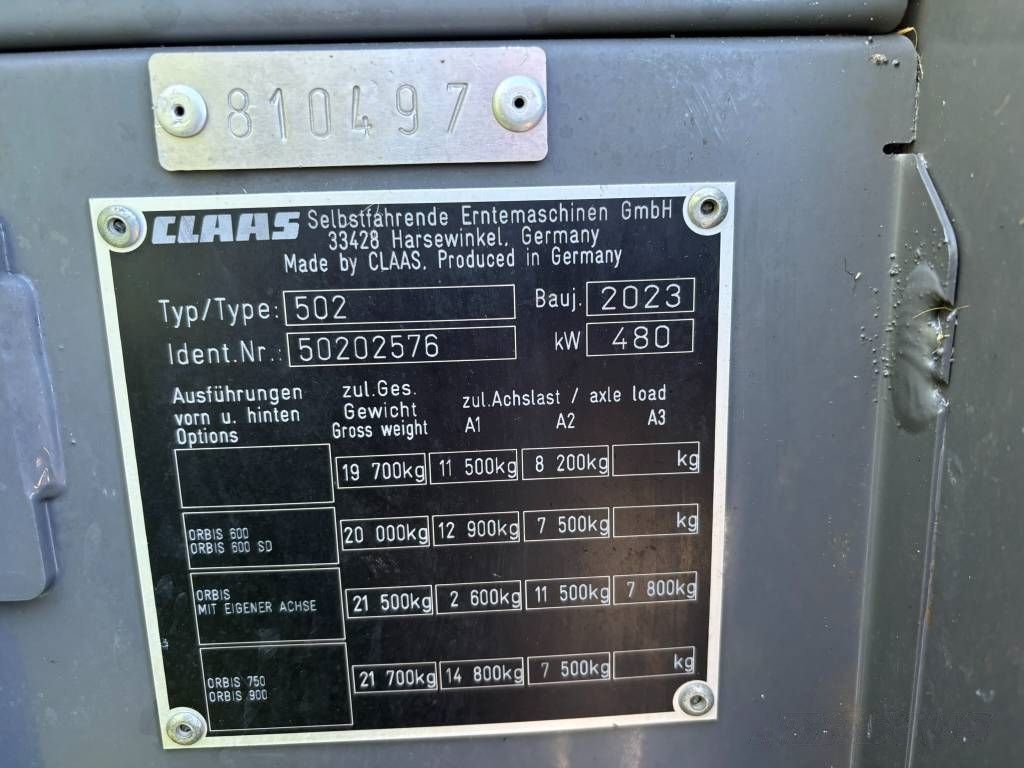 810497
CLAAS Selbstfahrende Erntemaschinen GmbH
33428 Harsewinkel, Germany
Made by CLAAS, Produced in Germany
Typ/Type: 502 Bauj. 2023
Ident.Nr.: 50202576 kW 480
Ausführungen vorn u. hinten Options
zul.Ges. Gewicht Gross weight
zul.Achslast / axle load
A1 A2 A3
19 700kg 11 500kg 8 200kg kg
ORBIS 600
ORBIS 600 SD
20 000kg 12 900kg 7 500kg kg
ORBIS
MIT EIGENER ACHSE
21 500kg 2 600kg 11 500kg 7 800kg
ORBIS 750
ORBIS 900
21 700kg 14 800kg 7 500kg kg